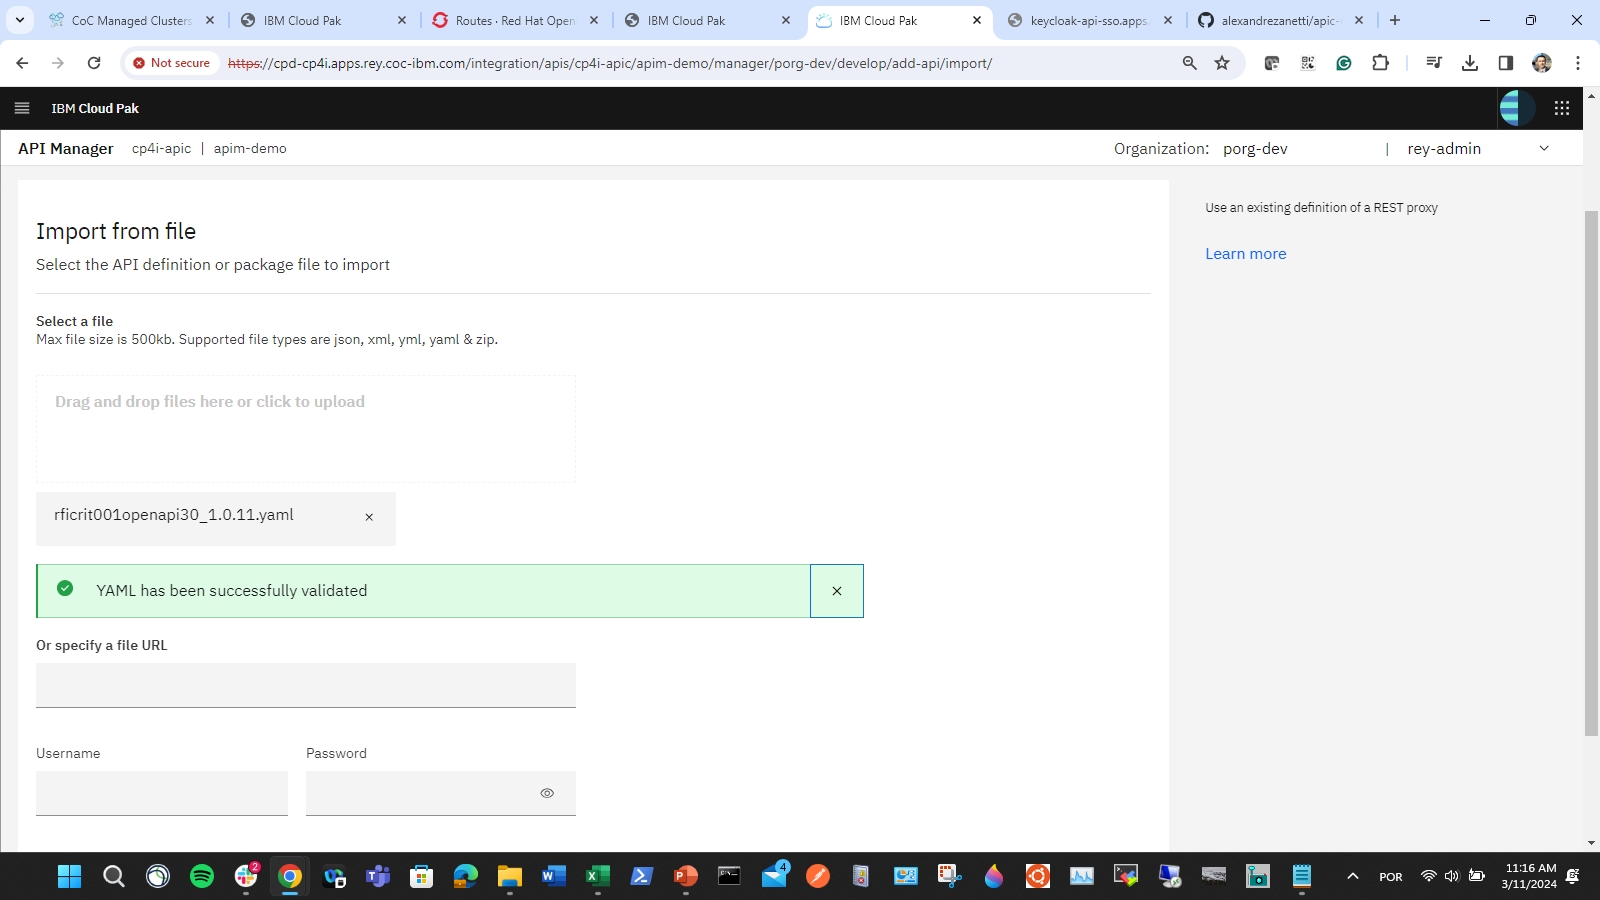 CoC Managed Clusters
IBM Cloud Pak
Routes · Red Hat Open
IBM Cloud Pak
IBM Cloud Pak
keycloak-api-sso.apps.
alexandrezanetti/apic-
Not secure
https://cpd-cp4i.apps.rey.coc-ibm.com/integration/apis/cp4i-apic/apim-demo/manager/porg-dev/develop/add-api/import/
IBM Cloud Pak
API Manager cp4i-apic | apim-demo
Organization: porg-dev | rey-admin
Import from file
Select the API definition or package file to import
Use an existing definition of a REST proxy
Learn more
Select a file
Max file size is 500kb. Supported file types are json, xml, yml, yaml & zip.
Drag and drop files here or click to upload
rficrit001openapi30_1.0.11.yaml
YAML has been successfully validated
Or specify a file URL
Username Password
2
4
POR
11:16 AM
3/11/2024